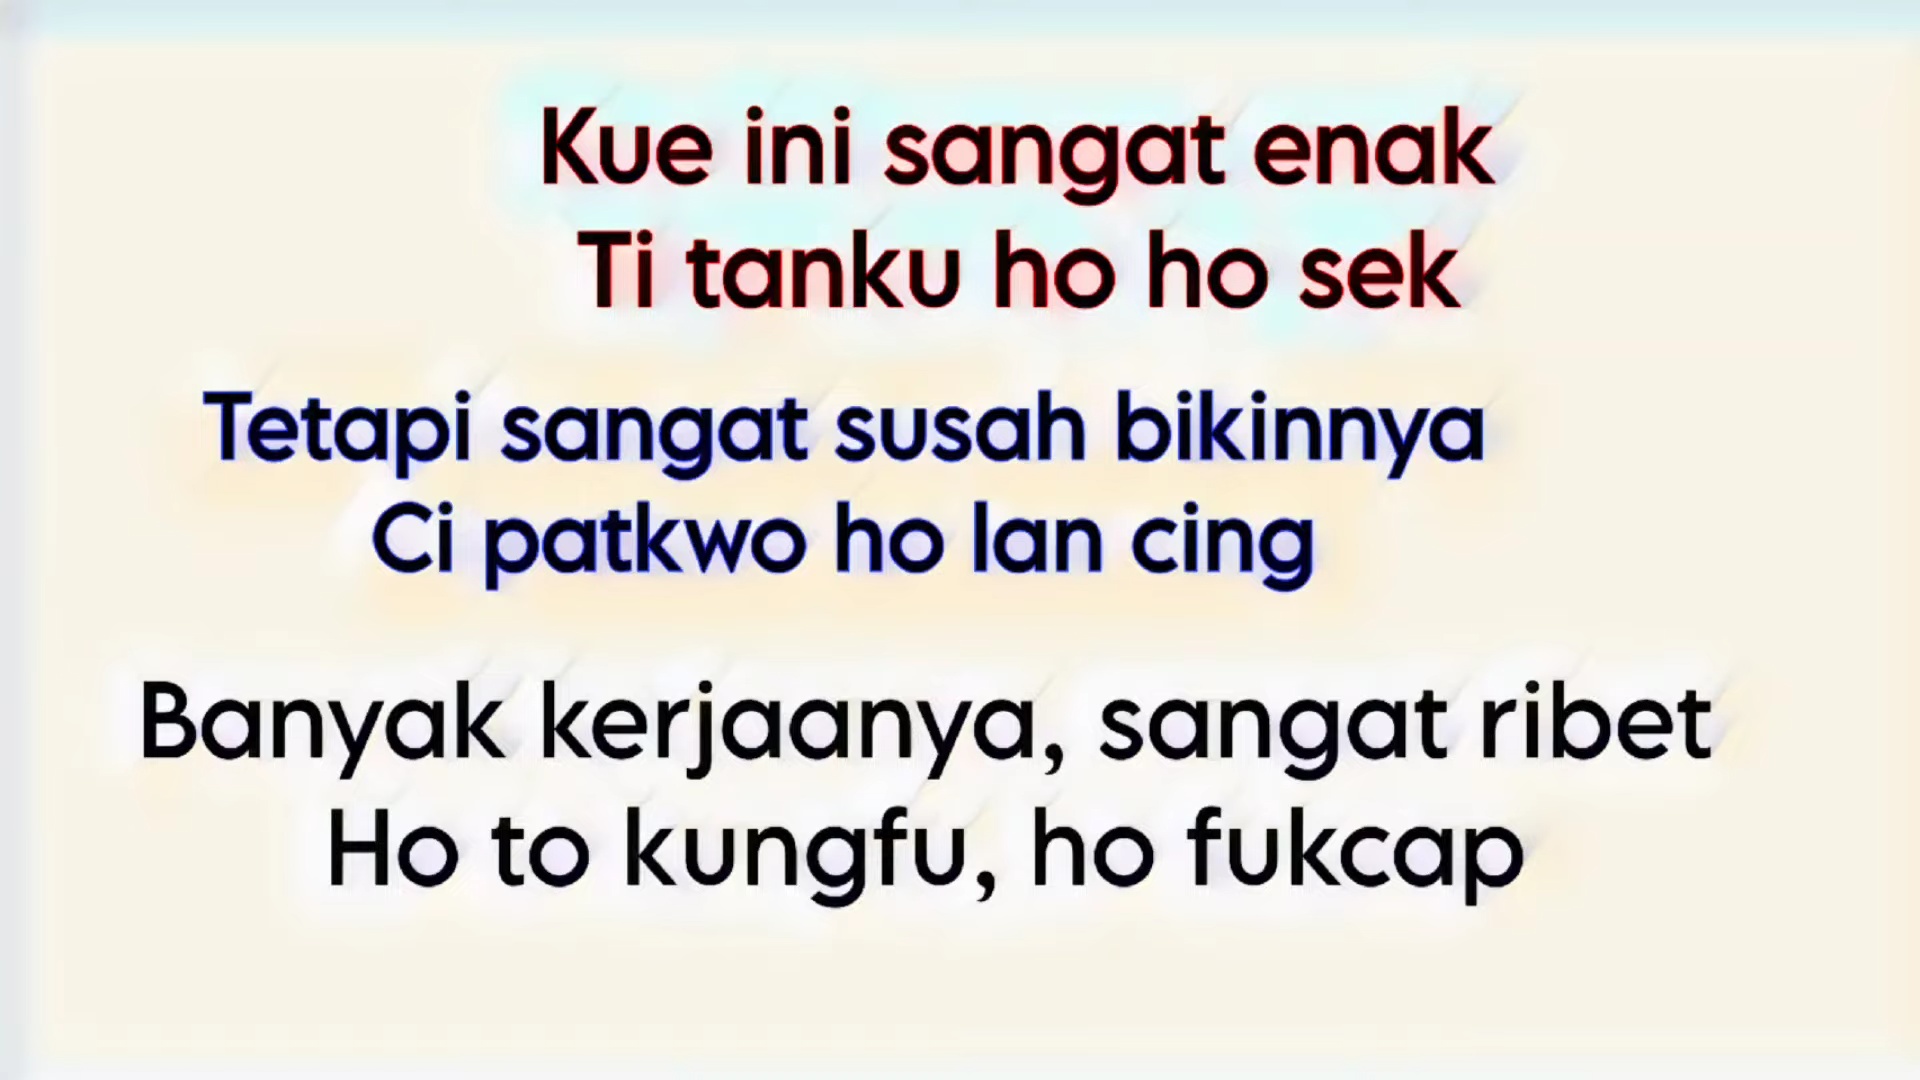 Kue ini sangat enak
Ti tanku ho ho sek
Tetapi sangat susah bikinnya
Ci patkwo ho lan cing
Banyak kerjaanya, sangat ribet
Ho to kungfu, ho fukcap